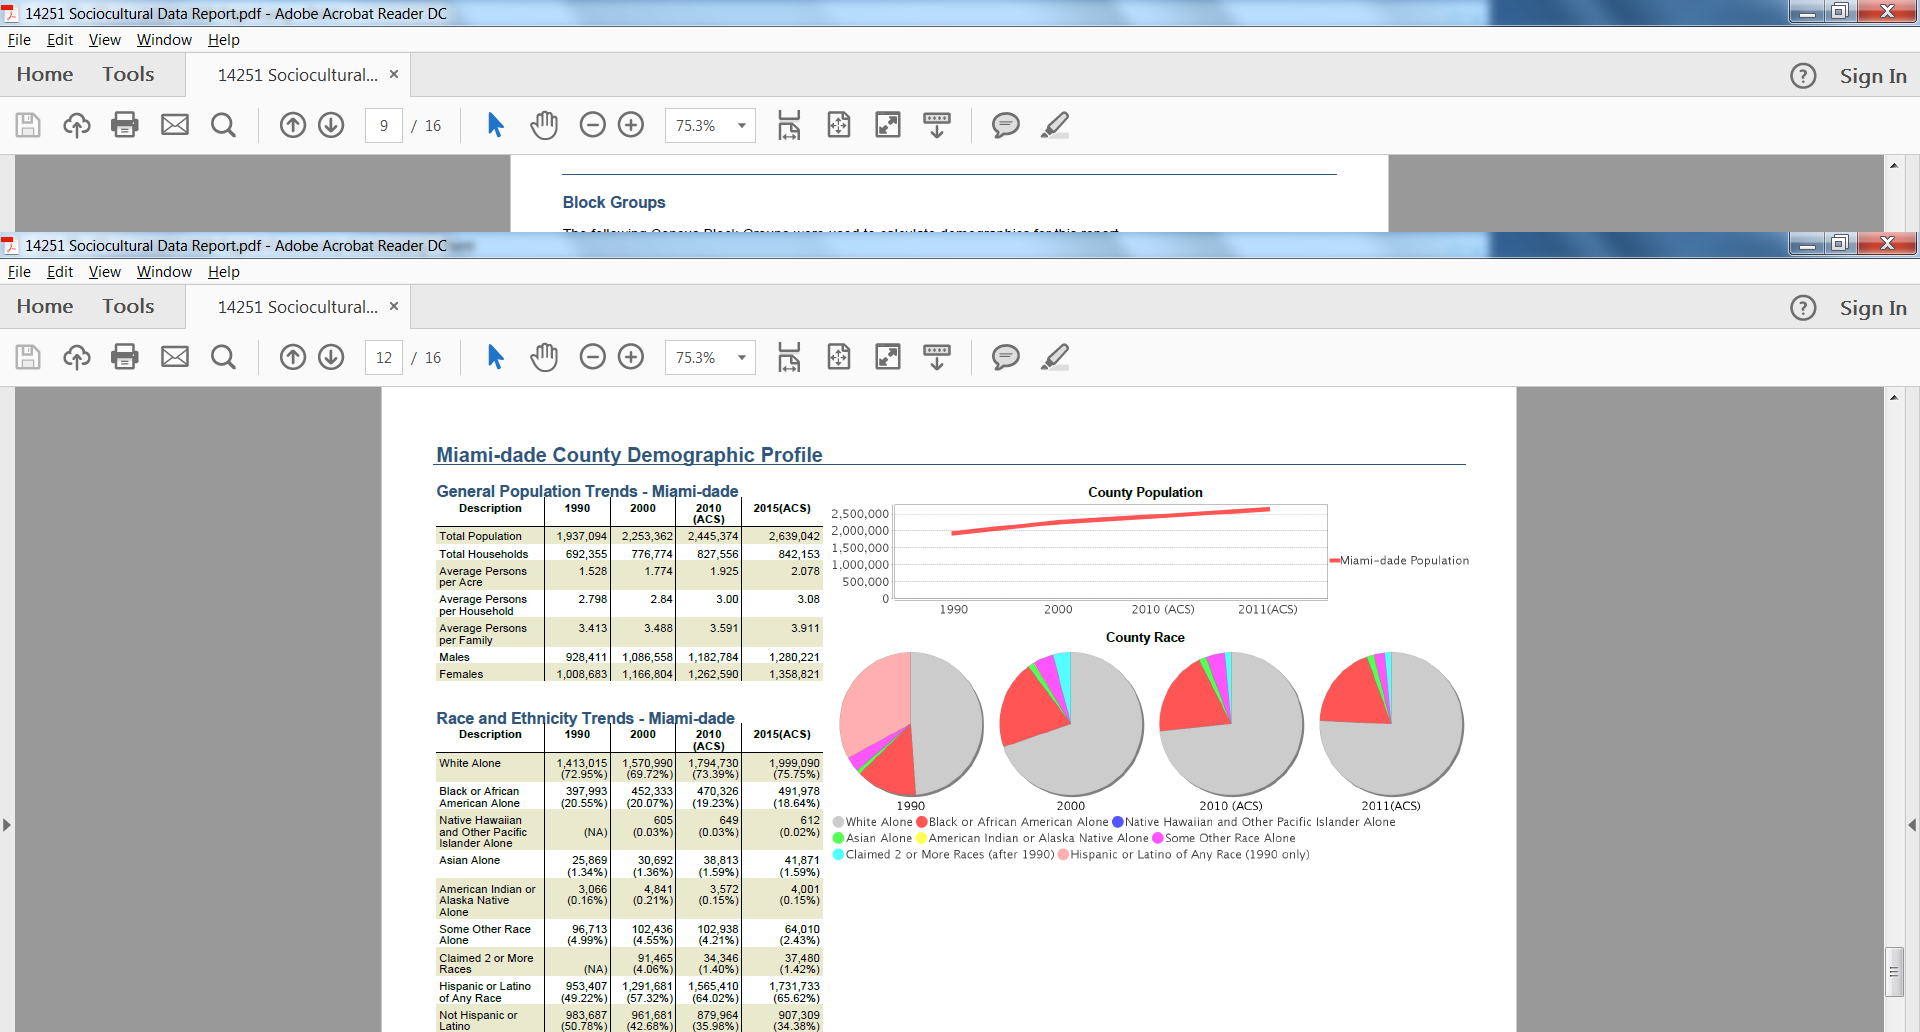 14251 Sociocultural Data Report.pdf - Adobe Acrobat Reader DC
File Edit View Window Help
Home Tools 14251 Sociocultural... × ? Sign In
9 / 16 75.3%
Block Groups
The following Census Block Groups were used to calculate demographics for this report
14251 Sociocultural Data Report.pdf - Adobe Acrobat Reader DC
File Edit View Window Help
Home Tools 14251 Sociocultural... × ? Sign In
12 / 16 75.3%
Miami-dade County Demographic Profile
General Population Trends - Miami-dade
Description 1990 2000 2010 2015(ACS)
(ACS)
Total Population 1,937,094 2,253,362 2,445,374 2,639,042
Total Households 692,355 776,774 827,556 842,153
Average Persons 1.528 1.774 1.925 2.078
per Acre
Average Persons 2.798 2.84 3.00 3.08
per Household
Average Persons 3.413 3.488 3.591 3.911
per Family
Males 928,411 1,086,558 1,182,784 1,280,221
Females 1,008,683 1,166,804 1,262,590 1,358,821
Race and Ethnicity Trends - Miami-dade
Description 1990 2000 2010 2015(ACS)
(ACS)
White Alone 1,413,015 1,570,990 1,794,730 1,999,090
(72.95%) (69.72%) (73.39%) (75.75%)
Black or African 397,993 452,333 470,326 491,978
American Alone (20.55%) (20.07%) (19.23%) (18.64%)
Native Hawaiian 605 649 612
and Other Pacific (NA) (0.03%) (0.03%) (0.02%)
Islander Alone
Asian Alone 25,869 30,692 38,813 41,871
(1.34%) (1.36%) (1.59%) (1.59%)
American Indian or 3,066 4,841 3,572 4,001
Alaska Native (0.16%) (0.21%) (0.15%) (0.15%)
Alone
Some Other Race 96,713 102,436 102,938 64,010
Alone (4.99%) (4.55%) (4.21%) (2.43%)
Claimed 2 or More 91,465 34,346 37,480
Races (NA) (4.06%) (1.40%) (1.42%)
Hispanic or Latino 953,407 1,291,681 1,565,410 1,731,733
of Any Race (49.22%) (57.32%) (64.02%) (65.62%)
Not Hispanic or 983,687 961,681 879,964 907,309
Latino (50.78%) (42.68%) (35.98%) (34.38%)
County Population
2,500,000
2,000,000
1,500,000
1,000,000
500,000
0
1990 2000 2010 (ACS) 2011(ACS)
Miami-dade Population
County Race
1990 2000 2010 (ACS) 2011(ACS)
White Alone Black or African American Alone Native Hawaiian and Other Pacific Islander Alone
Asian Alone American Indian or Alaska Native Alone Some Other Race Alone
Claimed 2 or More Races (after 1990) Hispanic or Latino of Any Race (1990 only)